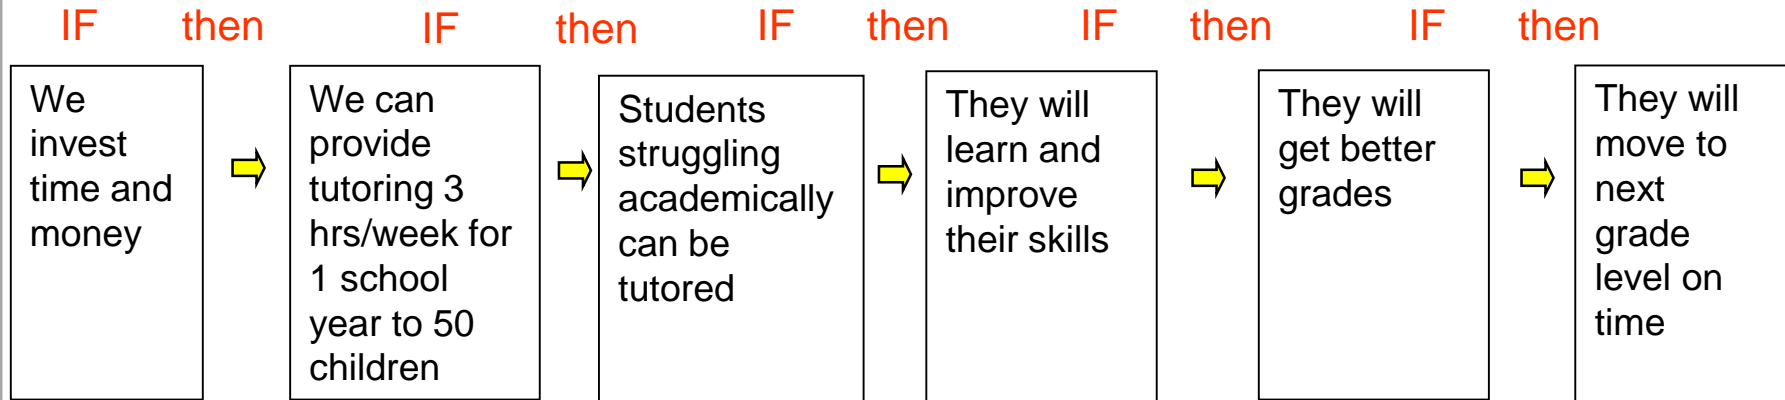 IF then IF then IF then IF then IF then
We
invest
time and
money
We can
provide
tutoring 3
hrs/week for
1 school
year to 50
children
Students
struggling
academically
can be
tutored
They will
learn and
improve
their skills
They will
get better
grades
They will
move to
next
grade
level on
time